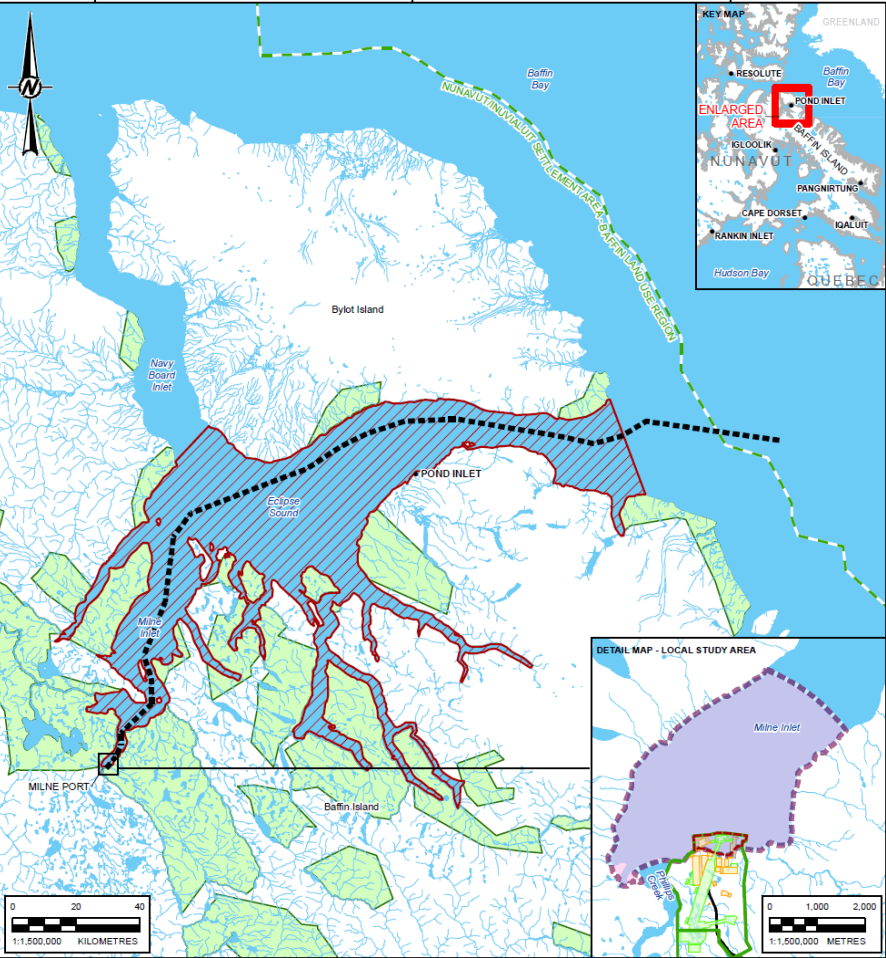 KEY MAP
GREENLAND
Baffin
Bay
RESOLUTE
POND INLET
ENLARGED
AREA
BAFFIN ISLAND
IGLOOLIK
NUNAVUT
PANGNIRTUNG
CAPE DORSET
IQALUIT
RANKIN INLET
Hudson Bay
QUEBEC
N
Baffin
Bay
NUNAVUT/INUVIALUIT SETTLEMENT AREA - BAFFIN LAND USE REGION
Bylot Island
Navy
Board
Inlet
POND INLET
Eclipse
Sound
Milne
Inlet
MILNE PORT
Baffin Island
0 20 40
1:1,500,000 KILOMETRES
DETAIL MAP - LOCAL STUDY AREA
Milne Inlet
Phillips
Creek
0 1,000 2,000
1:1,500,000 METRES